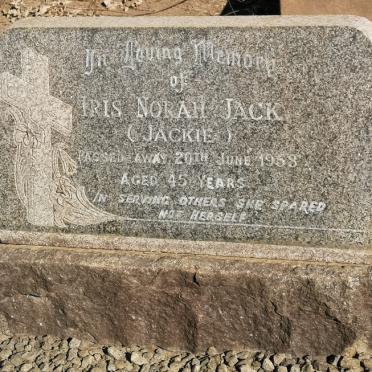 In Loving Memory
of
IRIS NORAH JACK
(JACKIE)
PASSED AWAY 20TH JUNE 1958
AGED 45 YEARS
IN SERVING OTHERS SHE SPARED
NOT HERSELF